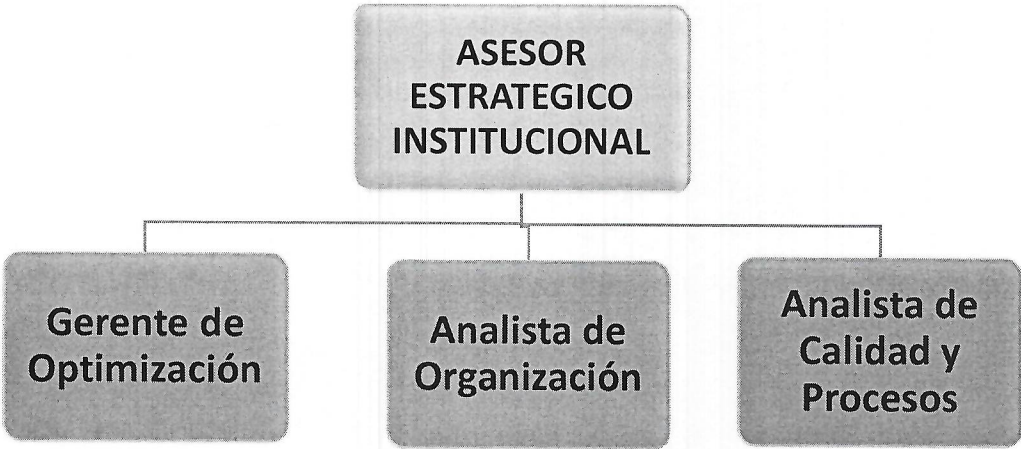 ASESOR
ESTRATEGICO
INSTITUCIONAL
Gerente de
Optimización
Analista de
Organización
Analista de
Calidad y
Procesos